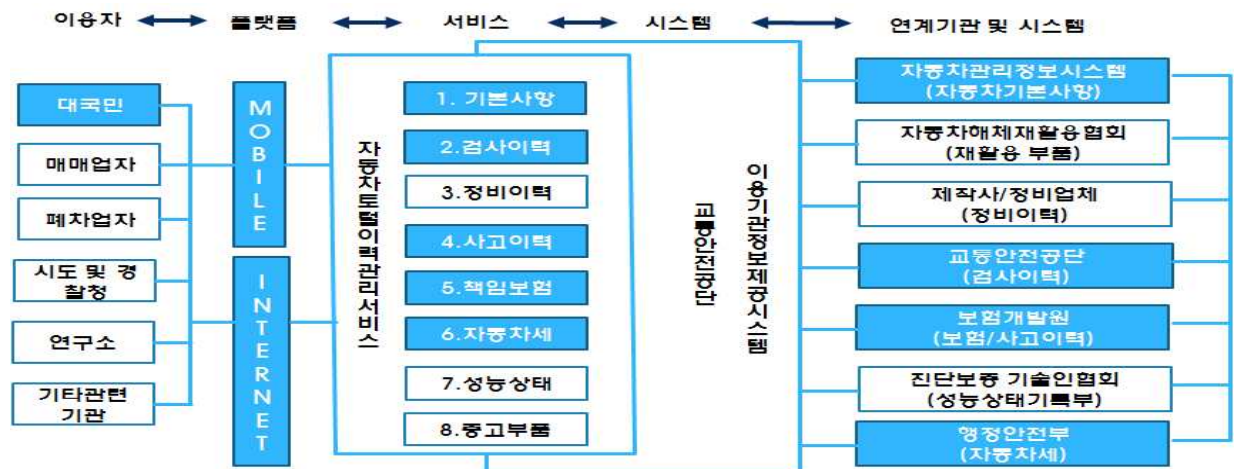 이용자 플랫폼 서비스 시스템 연계기관 및 시스템
대국민
매매업자
폐차업자
시도 및 경
찰청
연구소
기타관련
기관
MOBILE
INTERNET
자동차토털이력관리서비스
1. 기본사항
2.검사이력
3.정비이력
4.사고이력
5.책임보험
6.자동차세
7.성능상태
8.중고부품
교통안전공단
이용기관정보제공시스템
자동차관리정보시스템
(자동차기본사항)
자동차해체재활용협회
(재활용 부품)
제작사/정비업체
(정비이력)
교통안전공단
(검사이력)
보험개발원
(보험/사고이력)
진단보증 기술인협회
(성능상태기록부)
행정안전부
(자동차세)